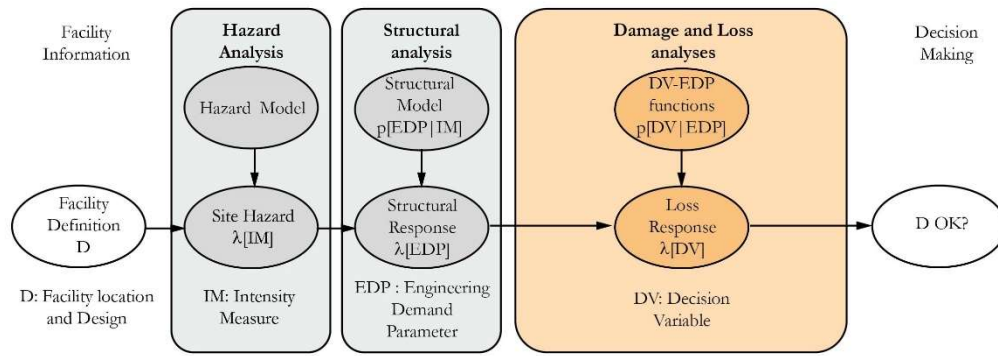 Facility
Information
Hazard
Analysis
Structural
analysis
Damage and Loss
analyses
Decision
Making
Hazard Model
Structural
Model
p[EDP|IM]
DV-EDP
functions
p[DV|EDP]
Facility
Definition
D
Site Hazard
λ[IM]
Structural
Response
λ[EDP]
Loss
Response
λ[DV]
D OK?
D: Facility location
and Design
IM: Intensity
Measure
EDP : Engineering
Demand
Parameter
DV: Decision
Variable